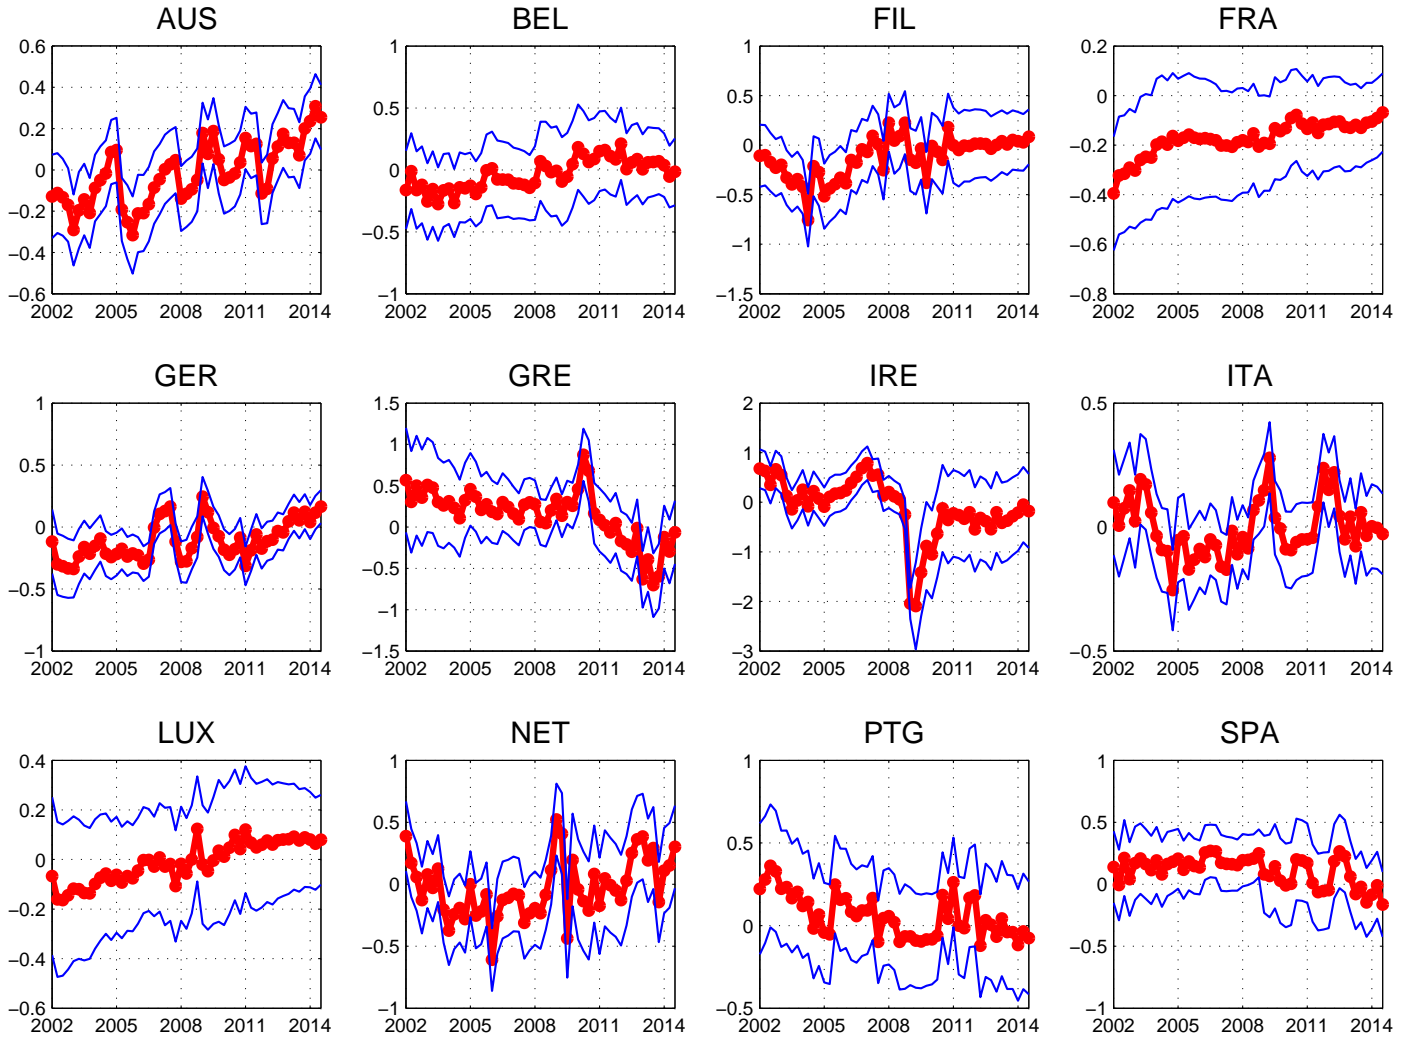 AUS BEL FIL FRA
0.6 1 1 0.2
0.4 0.5 0.5 0
0.2 0 0 −0.2
0 −0.5 −0.5 −0.4
−0.2 −1 −1 −0.6
−0.4 −1.5 −0.8
−0.6
2002 2005 2008 2011 2014 2002 2005 2008 2011 2014 2002 2005 2008 2011 2014 2002 2005 2008 2011 2014
GER GRE IRE ITA
1 1.5 2 0.5
0.5 1 1 0
0 0.5 0 −0.5
−0.5 0 −1
−1 −0.5 −2
−1 −3
−1.5
2002 2005 2008 2011 2014 2002 2005 2008 2011 2014 2002 2005 2008 2011 2014 2002 2005 2008 2011 2014
LUX NET PTG SPA
0.4 1 1 1
0.2 0.5 0.5 0.5
0 0 0 0
−0.2 −0.5 −0.5 −0.5
−0.4 −1 −1
−0.6
2002 2005 2008 2011 2014 2002 2005 2008 2011 2014 2002 2005 2008 2011 2014 2002 2005 2008 2011 2014